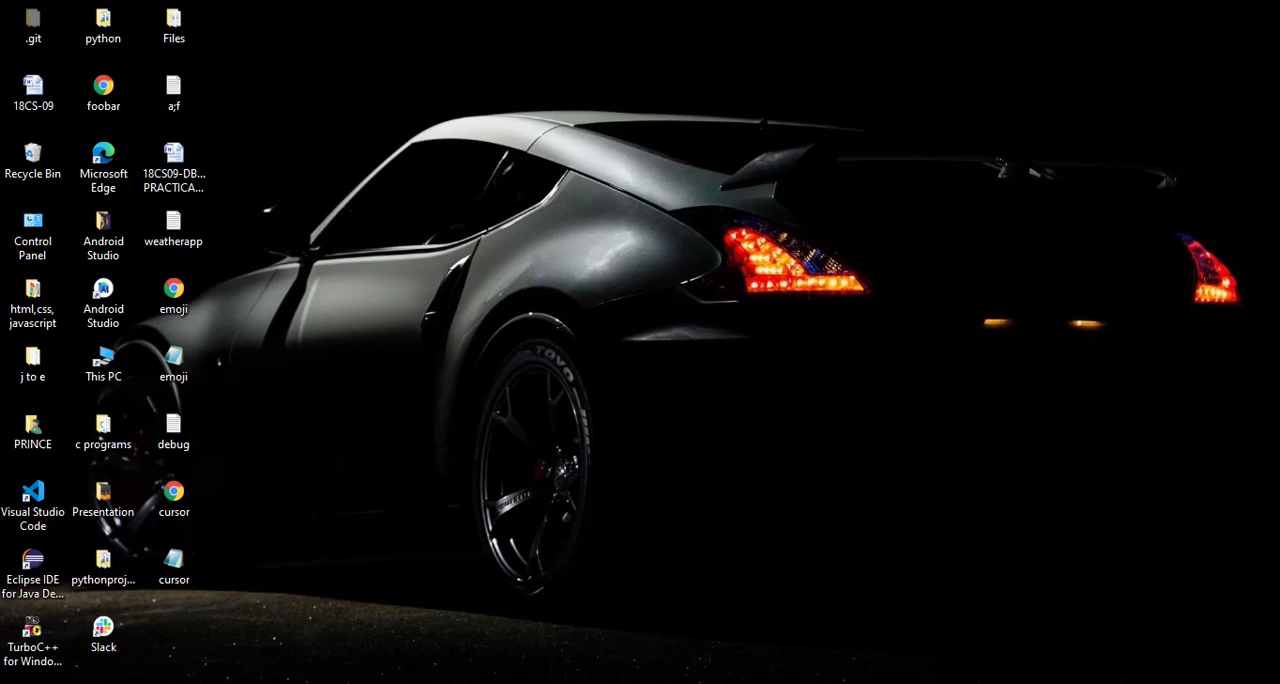 .git
python
Files
18CS-09
foobar
a;f
Recycle Bin
Microsoft
Edge
18CS09-DB...
PRACTICA...
Control
Panel
Android
Studio
weatherapp
html,css,
javascript
Android
Studio
emoji
j to e
This PC
emoji
PRINCE
c programs
debug
Visual Studio
Code
Presentation
cursor
Eclipse IDE
for Java De...
pythonproj...
cursor
TurboC++
for Windo...
Slack
TOYO